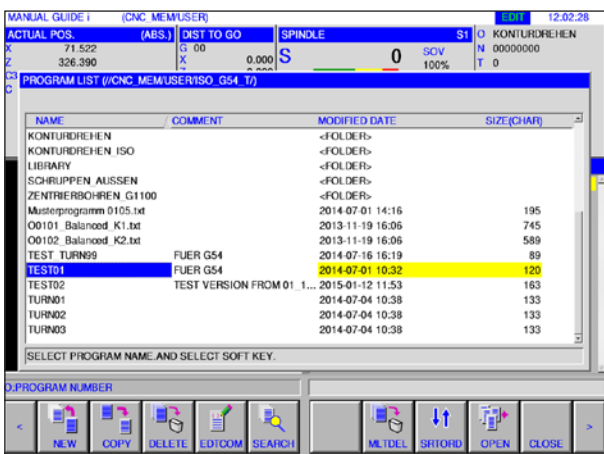 MANUAL GUIDE i (CNC_MEM/USER) EDIT 12:02:28
ACTUAL POS. (ABS.) DIST TO GO SPINDLE S1 O KONTURDREHEN
X 71.522 G 00 S 0 SOV N 00000000
Z 326.390 X 0.000 100% T 0
PROGRAM LIST (//CNC_MEM/USER/ISO_G54_T/)
NAME COMMENT MODIFIED DATE SIZE(CHAR)
KONTURDREHEN <FOLDER>
KONTURDREHEN_ISO <FOLDER>
LIBRARY <FOLDER>
SCHRUPPEN_AUSSEN <FOLDER>
ZENTRIERBOHREN_G1100 <FOLDER>
Musterprogramm 0105.txt 2014-07-01 14:16 195
O0101_Balanced_K1.txt 2013-11-19 16:06 745
O0102_Balanced_K2.txt 2013-11-19 16:06 589
TEST_TURN99 FUER G54 2014-07-16 16:19 89
TEST01 FUER G54 2014-07-01 10:32 120
TEST02 TEST VERSION FROM 01_1... 2015-01-12 11:53 163
TURN01 2014-07-04 10:38 133
TURN02 2014-07-04 10:38 133
TURN03 2014-07-04 10:38 133
SELECT PROGRAM NAME.AND SELECT SOFT KEY.
O:PROGRAM NUMBER
< NEW COPY DELETE EDTCOM SEARCH MLTDEL SRTORD OPEN CLOSE >